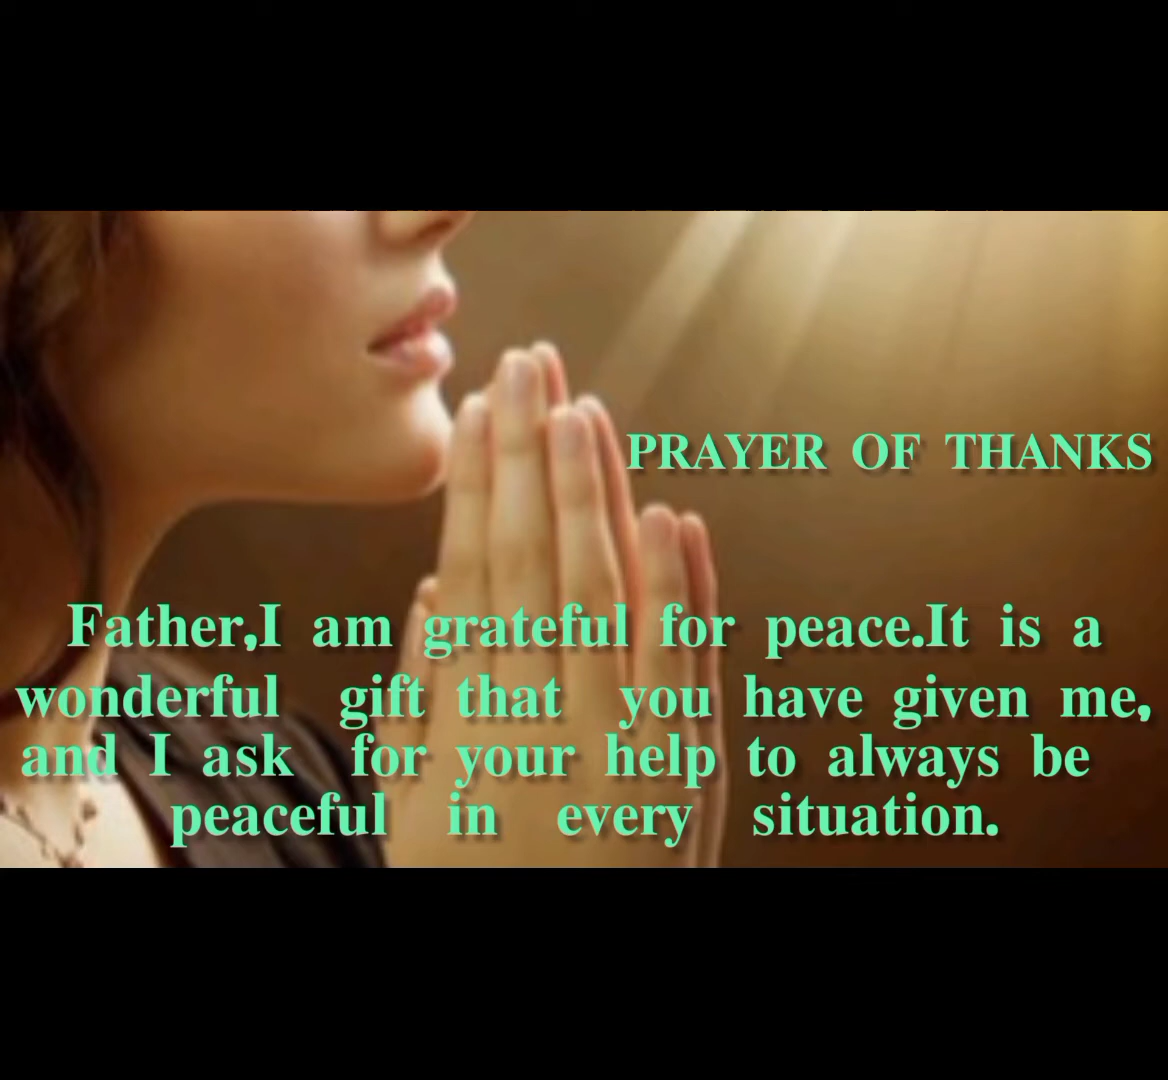 PRAYER OF THANKS
Father,I am grateful for peace.It is a
wonderful gift that you have given me,
and I ask for your help to always be
peaceful in every situation.